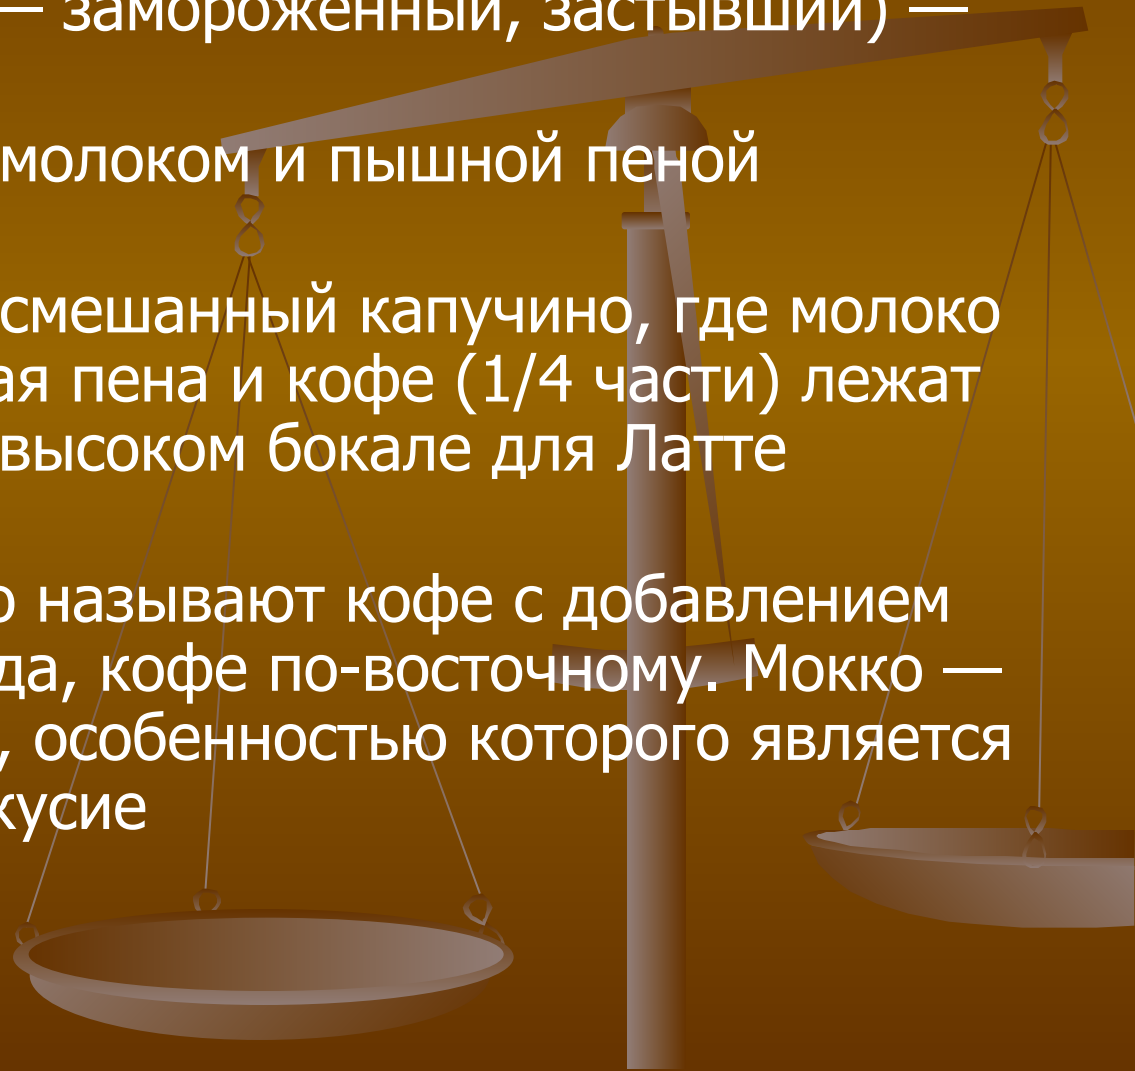 — замороженный, застывший) —
молоком и пышной пеной
смешанный капучино, где молоко
ая пена и кофе (1/4 части) лежат
высоком бокале для Латте
о называют кофе с добавлением
да, кофе по-восточному. Мокко —
, особенностью которого является
кусие